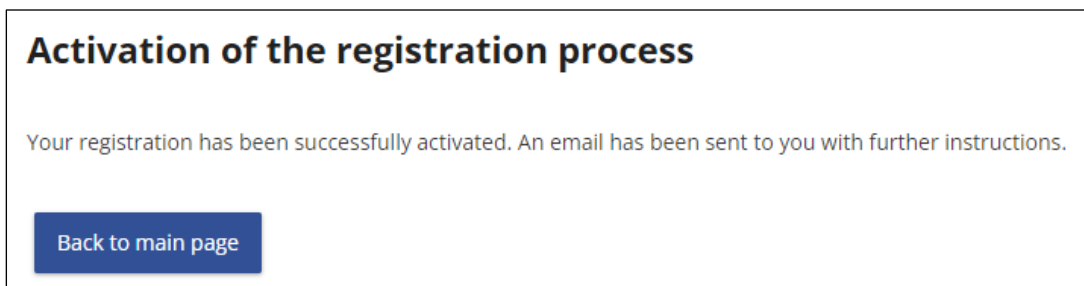 Activation of the registration process
Your registration has been successfully activated. An email has been sent to you with further instructions.
Back to main page